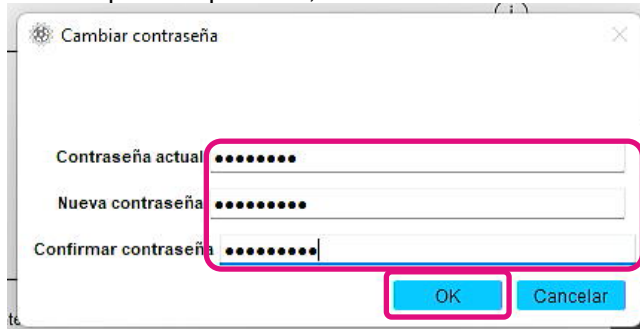 Cambiar contraseña
Contraseña actual ●●●●●●●●
Nueva contraseña ●●●●●●●●●
Confirmar contraseña ●●●●●●●●●
OK Cancelar